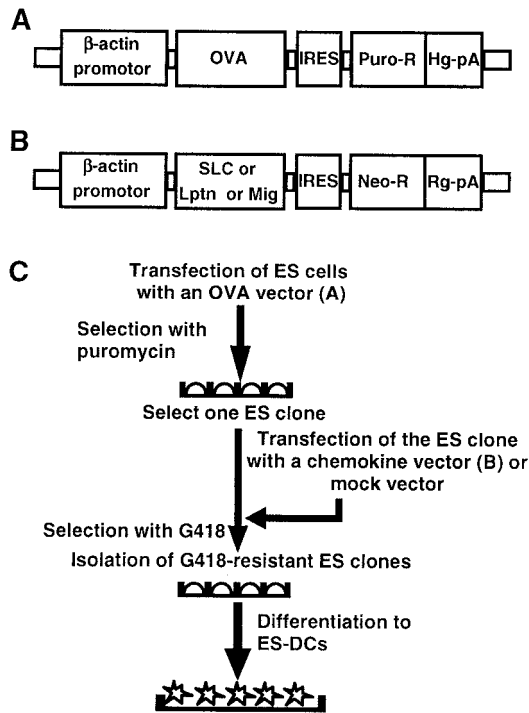 A
β-actin
promotor
OVA
IRES
Puro-R
Hg-pA
B
β-actin
promotor
SLC or
Lptn or Mig
IRES
Neo-R
Rg-pA
C
Transfection of ES cells
with an OVA vector (A)
Selection with
puromycin
Select one ES clone
Transfection of the ES clone
with a chemokine vector (B) or
mock vector
Selection with G418
Isolation of G418-resistant ES clones
Differentiation to
ES-DCs